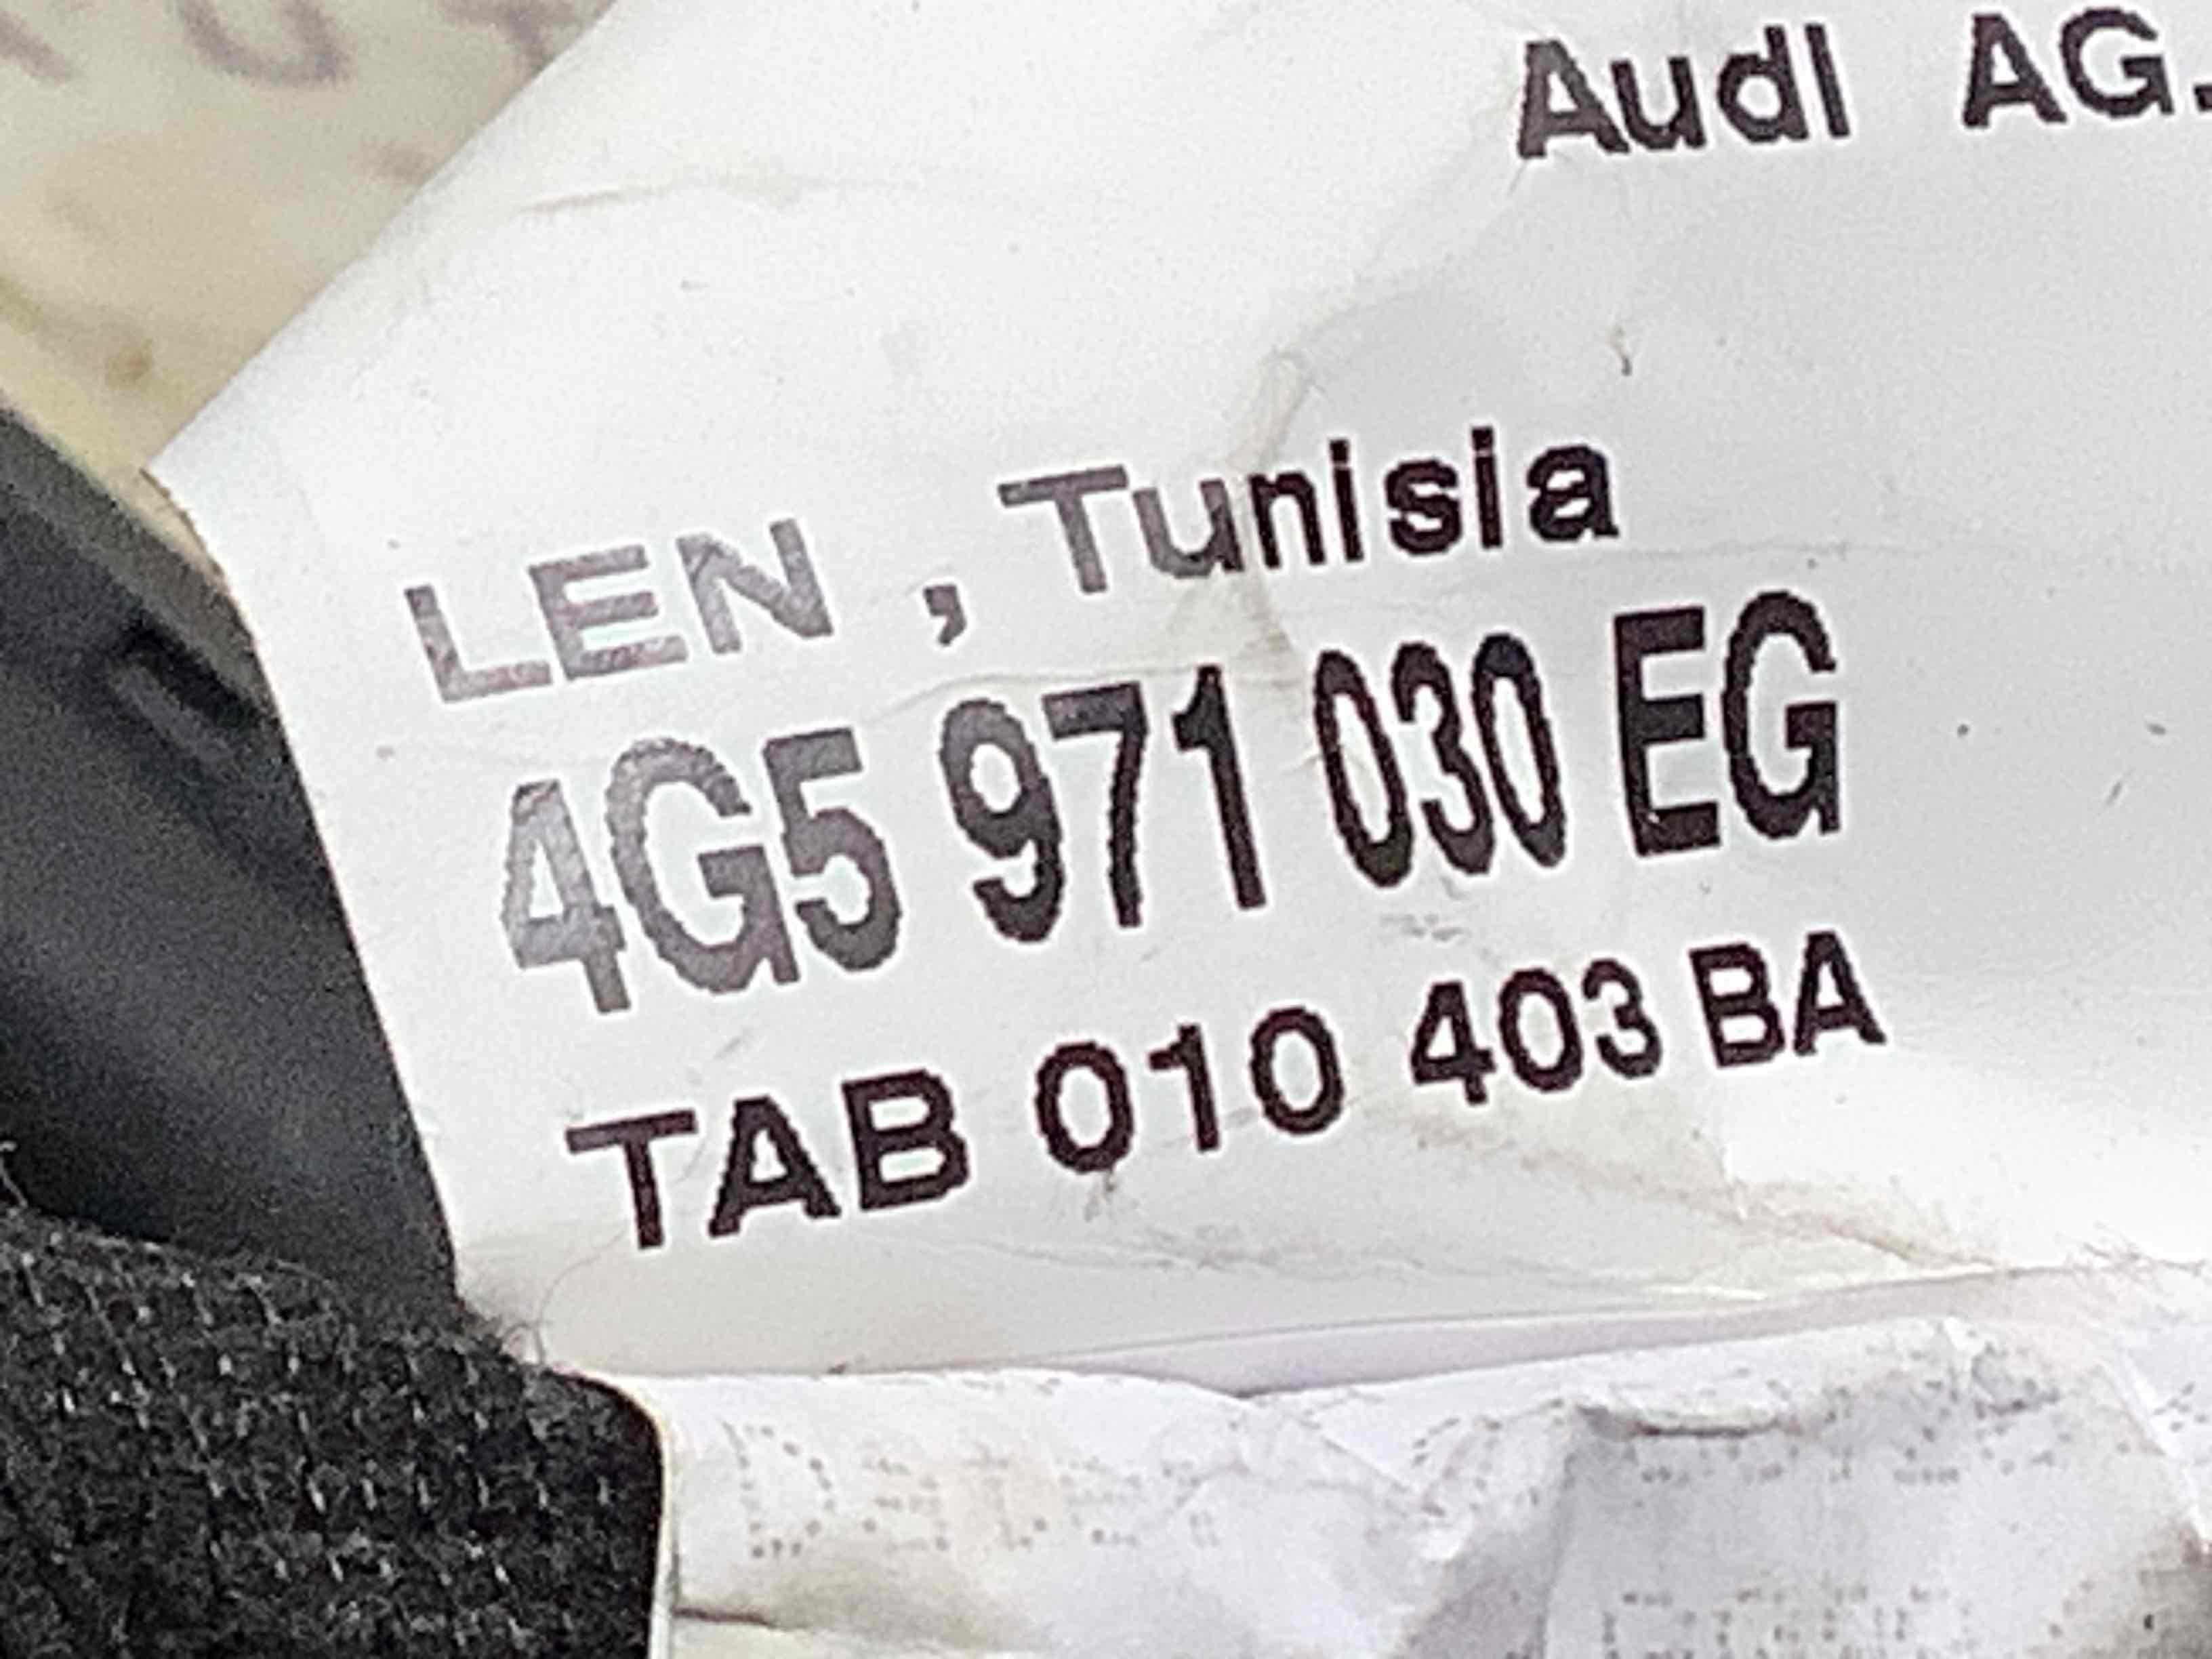 Audi AG.
LEN , Tunisia
4G5 971 030 EG
TAB 010 403 BA